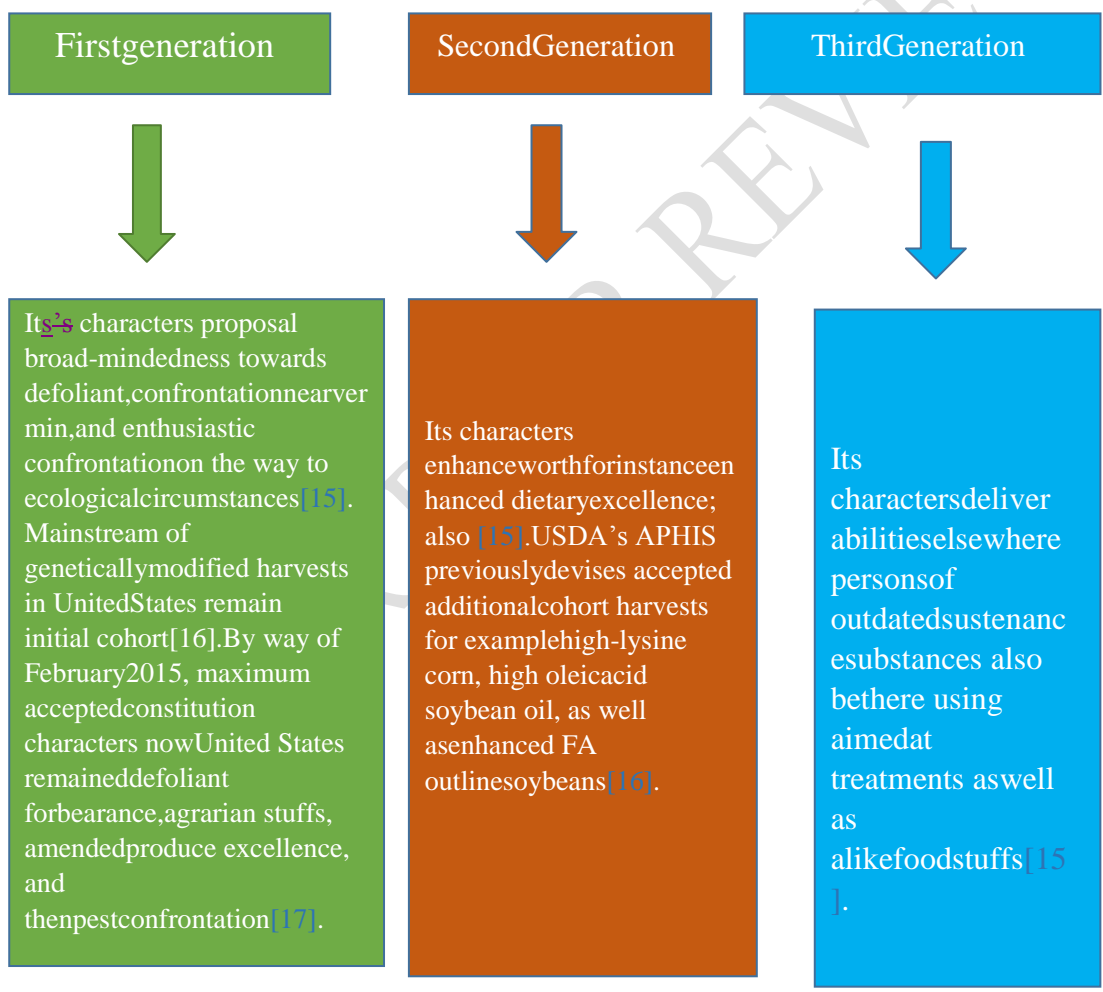 Firstgeneration
SecondGeneration
ThirdGeneration
Its's characters proposal
broad-mindedness towards
defoliant,confrontationnearver
min,and enthusiastic
confrontationon the way to
ecologicalcircumstances[15].
Mainstream of
geneticallymodified harvests
in UnitedStates remain
initial cohort[16].By way of
February2015, maximum
acceptedconstitution
characters nowUnited States
remaineddefoliant
forbearance,agrarian stuffs,
amendedproduce excellence,
and
thenpestconfrontation[17].
Its characters
enhanceworthforinstanceen
hanced dietaryexcellence;
also [15].USDA's APHIS
previouslydevises accepted
additionalcohort harvests
for examplehigh-lysine
corn, high oleicacid
soybean oil, as well
asenhanced FA
outlinesoybeans[16].
Its
charactersdeliver
abilitieselsewhere
personsof
outdatedsustenanc
esubstances also
bethere using
aimedat
treatments aswell
as
alikefoodstuffs[15
].